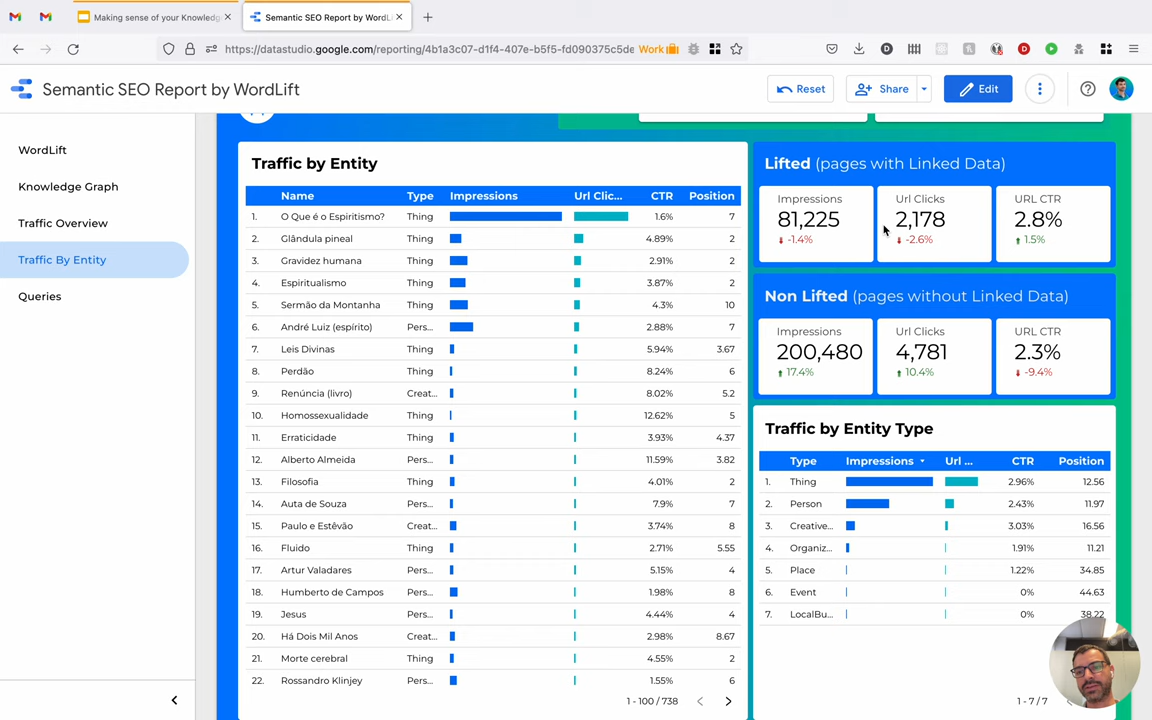 Making sense of your Knowledg
Semantic SEO Report by WordLi
https://datastudio.google.com/reporting/4b1a3c07-d1f4-407e-b5f5-fd090375c5de
Work
Semantic SEO Report by WordLift
Reset
Share
Edit
WordLift
Knowledge Graph
Traffic Overview
Traffic By Entity
Queries
Traffic by Entity
Name Type Impressions Url Clic... CTR Position
1. O Que é o Espiritismo? Thing 1.6% 7
2. Glândula pineal Thing 4.89% 2
3. Gravidez humana Thing 2.91% 2
4. Espiritualismo Thing 3.87% 2
5. Sermão da Montanha Thing 4.3% 10
6. André Luiz (espírito) Pers... 2.88% 7
7. Leis Divinas Thing 5.94% 3.67
8. Perdão Thing 8.24% 6
9. Renúncia (livro) Creat... 8.02% 5.2
10. Homossexualidade Thing 12.62% 5
11. Erraticidade Thing 3.93% 4.37
12. Alberto Almeida Pers... 11.59% 3.82
13. Filosofia Thing 4.01% 2
14. Auta de Souza Pers... 7.9% 7
15. Paulo e Estêvão Creat... 3.74% 8
16. Fluido Thing 2.71% 5.55
17. Artur Valadares Pers... 5.15% 4
18. Humberto de Campos Pers... 1.98% 8
19. Jesus Pers... 4.44% 4
20. Há Dois Mil Anos Creat... 2.98% 8.67
21. Morte cerebral Thing 4.55% 2
22. Rossandro Klinjey Pers... 1.55% 6
1 - 100 / 738
Lifted (pages with Linked Data)
Impressions Url Clicks URL CTR
81,225 2,178 2.8%
-1.4% -2.6% 1.5%
Non Lifted (pages without Linked Data)
Impressions Url Clicks URL CTR
200,480 4,781 2.3%
17.4% 10.4% -9.4%
Traffic by Entity Type
Type Impressions Url ... CTR Position
1. Thing 2.96% 12.56
2. Person 2.43% 11.97
3. Creative... 3.03% 16.56
4. Organiz... 1.91% 11.21
5. Place 1.22% 34.85
6. Event 0% 44.63
7. LocalBu... 0% 38.22
1 - 7 / 7